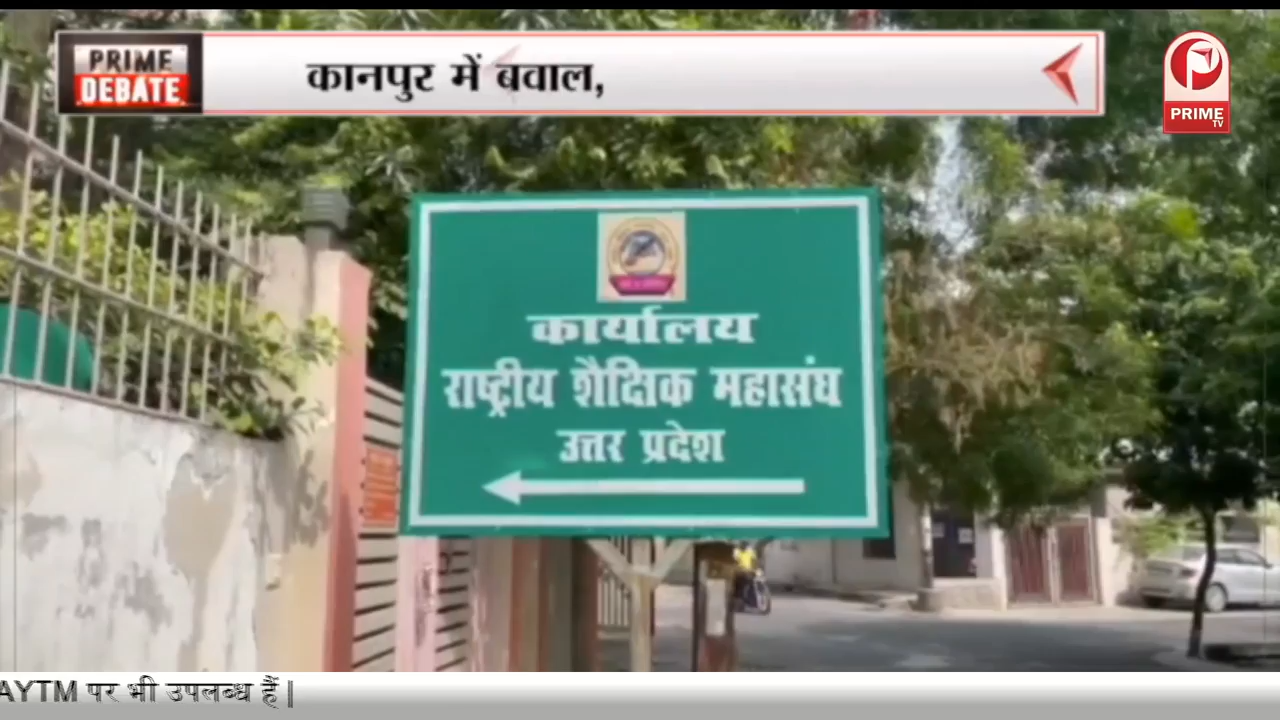 PRIME
DEBATE
कानपुर में बवाल,
PRIME
TV
कार्यालय
राष्ट्रीय शैक्षिक महासंघ
उत्तर प्रदेश
AYTM पर भी उपलब्ध हैं|